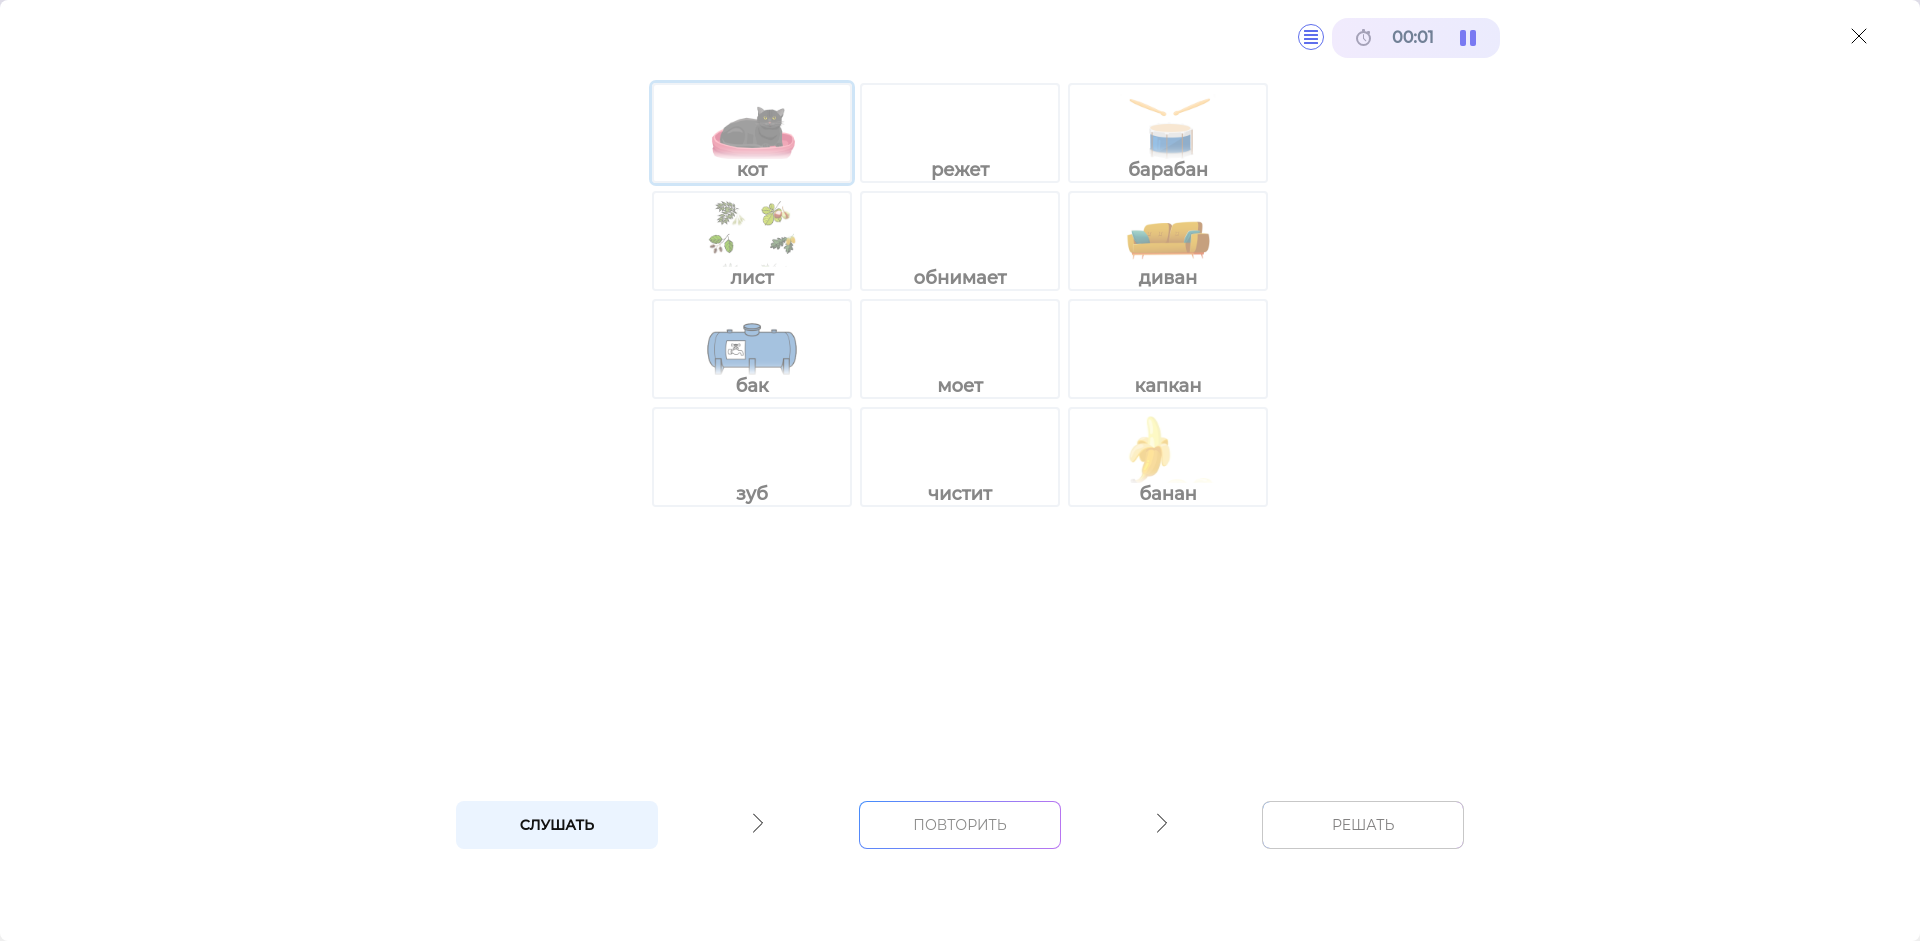 00:01
кот
режет
барабан
лист
обнимает
диван
бак
моет
капкан
зуб
чистит
банан
СЛУШАТЬ
ПОВТОРИТЬ
РЕШАТЬ